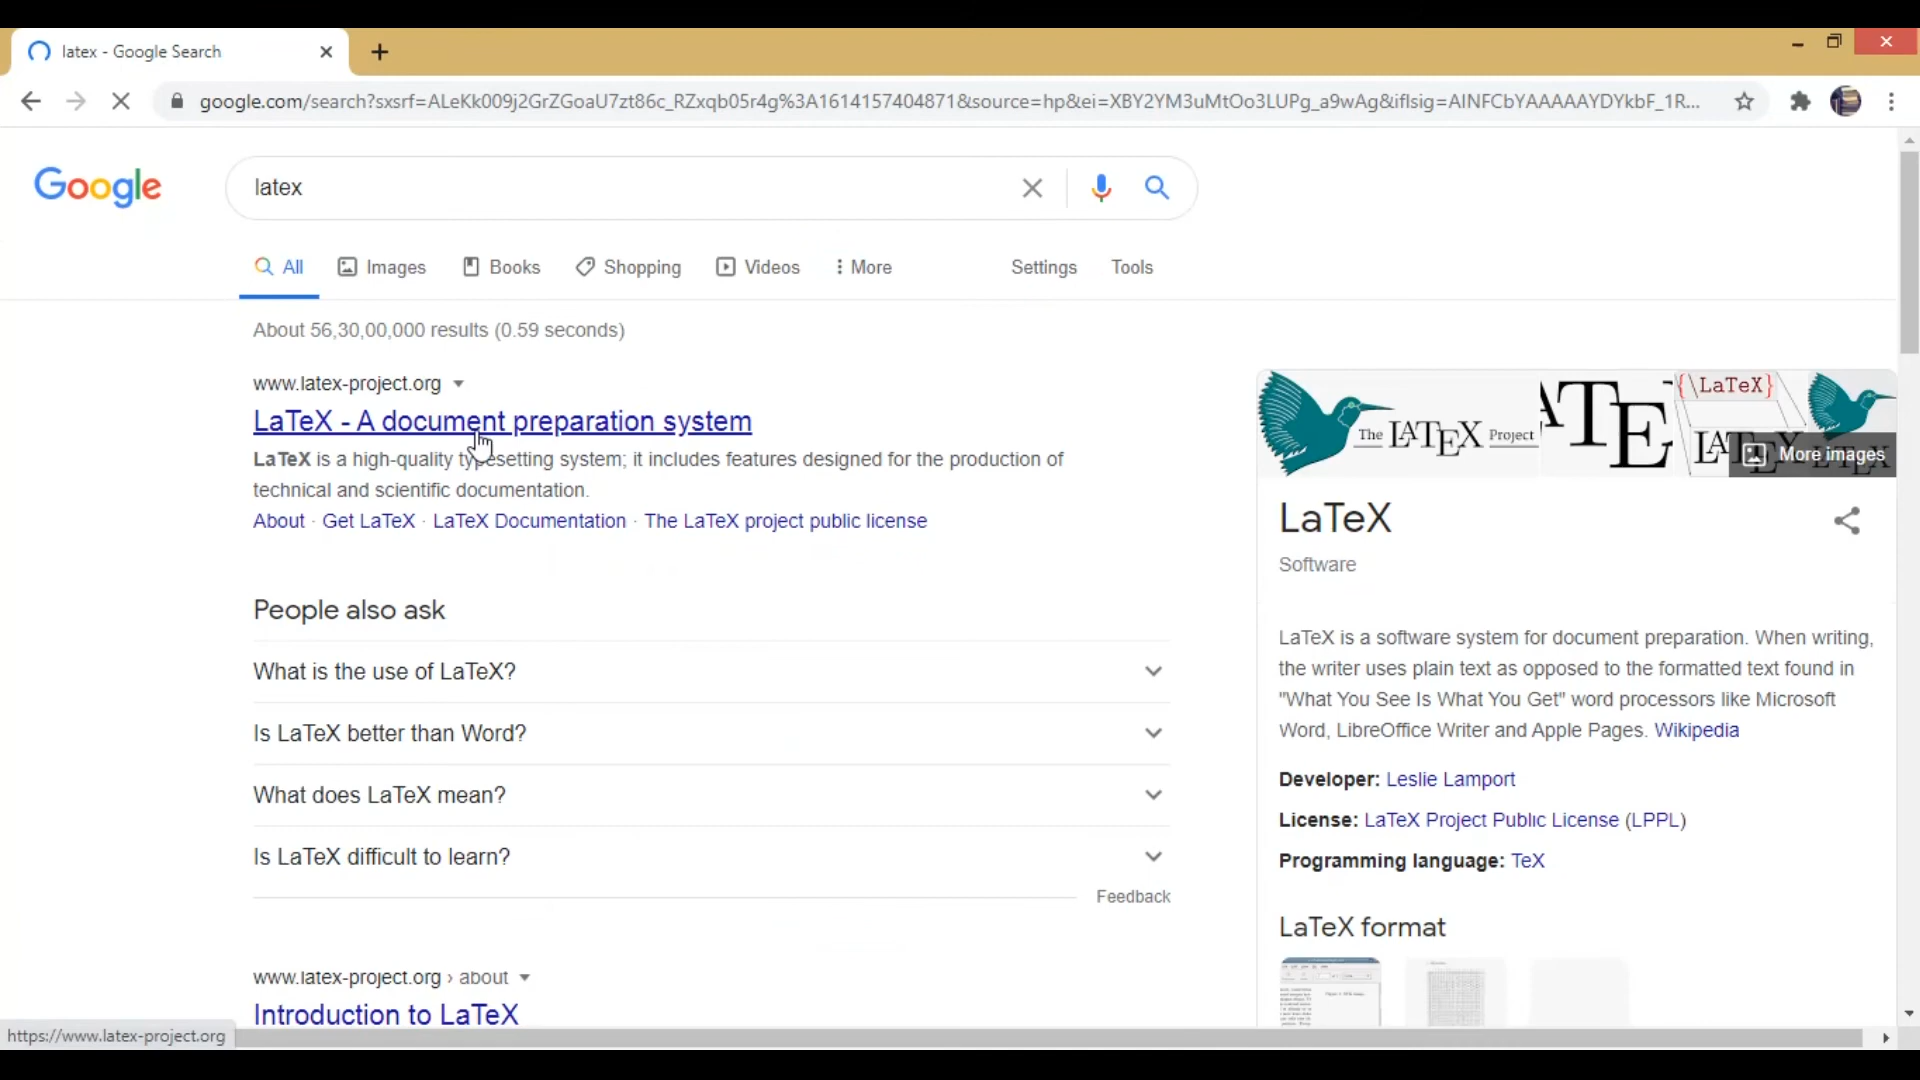 latex - Google Search
google.com/search?sxsrf=ALeKk009j2GrZGoaU7zt86c_RZxqb05r4g%3A1614157404871&source=hp&ei=XBY2YM3uMtOo3LUPg_a9wAg&iflsig=AINFCbYAAAAAYDYkbF_1R...
Google
latex
All Images Books Shopping Videos More Settings Tools
About 56,30,00,000 results (0.59 seconds)
www.latex-project.org
LaTeX - A document preparation system
LaTeX is a high-quality typesetting system; it includes features designed for the production of
technical and scientific documentation.
About · Get LaTeX · LaTeX Documentation · The LaTeX project public license
People also ask
What is the use of LaTeX?
Is LaTeX better than Word?
What does LaTeX mean?
Is LaTeX difficult to learn?
Feedback
www.latex-project.org › about
Introduction to LaTeX
https://www.latex-project.org
The LATEX Project
{\LaTeX}
More images
LaTeX
Software
LaTeX is a software system for document preparation. When writing,
the writer uses plain text as opposed to the formatted text found in
"What You See Is What You Get" word processors like Microsoft
Word, LibreOffice Writer and Apple Pages. Wikipedia
Developer: Leslie Lamport
License: LaTeX Project Public License (LPPL)
Programming language: TeX
LaTeX format